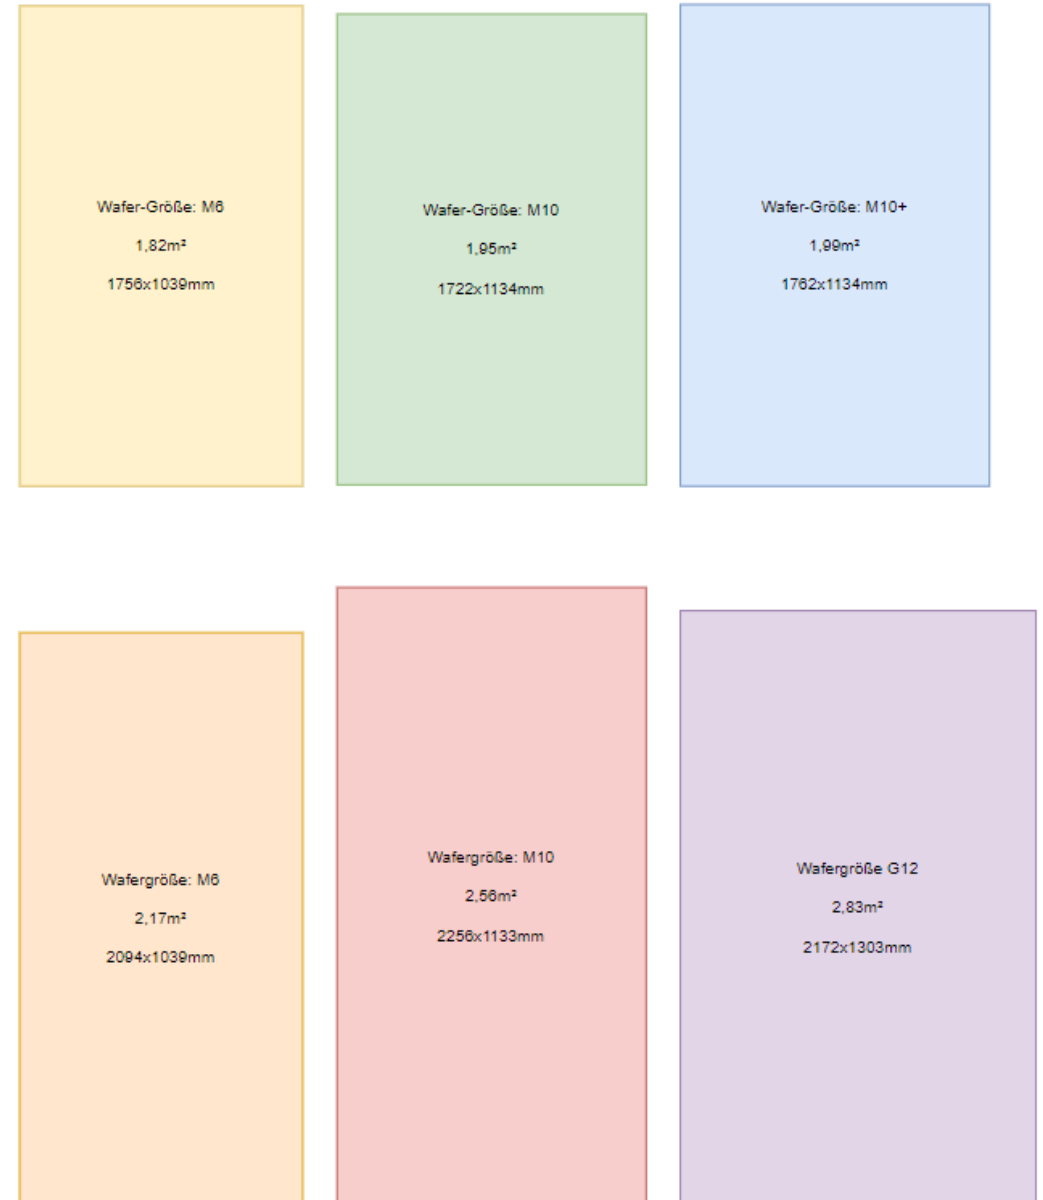 Wafer-Größe: M6
1,82m²
1756x1039mm
Wafer-Größe: M10
1,95m²
1722x1134mm
Wafer-Größe: M10+
1,99m²
1762x1134mm
Wafergröße: M6
2,17m²
2094x1039mm
Wafergröße: M10
2,56m²
2256x1133mm
Wafergröße G12
2,83m²
2172x1303mm